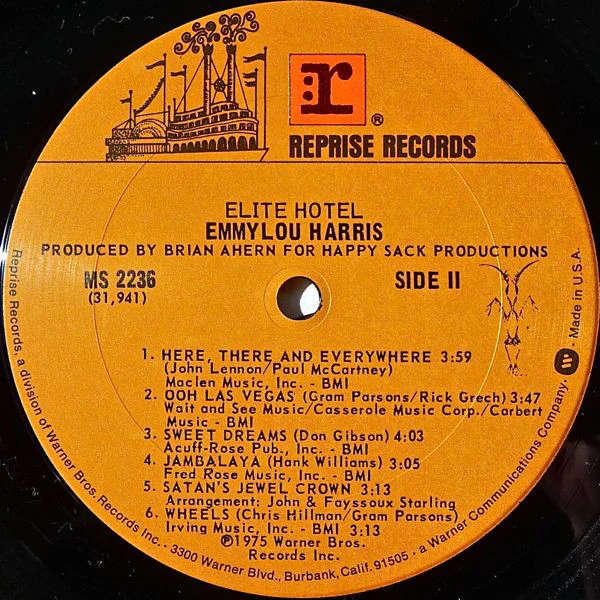 r
®
REPRISE RECORDS
ELITE HOTEL
EMMYLOU HARRIS
PRODUCED BY BRIAN AHERN FOR HAPPY SACK PRODUCTIONS
MS 2236
(31,941)
SIDE II
1. HERE, THERE AND EVERYWHERE 3:59
(John Lennon/Paul McCartney)
Maclen Music, Inc. - BMI
2. OOH LAS VEGAS (Gram Parsons/Rick Grech) 3:47
Wait and See Music/Casserole Music Corp./Carbert
Music - BMI
3. SWEET DREAMS (Don Gibson) 4:03
Acuff-Rose Pub., Inc. - BMI
4. JAMBALAYA (Hank Williams) 3:05
Fred Rose Music, Inc. - BMI
5. SATAN'S JEWEL CROWN 3:13
Arrangement: John & Fayssoux Starling
6. WHEELS (Chris Hillman/Gram Parsons)
Irving Music, Inc. - BMI 3:13
℗1975 Warner Bros.
Records Inc.
Reprise Records, a division of Warner Bros. Records Inc., 3300 Warner Blvd., Burbank, Calif. 91505 · a Warner Communications Company · Made in U.S.A.